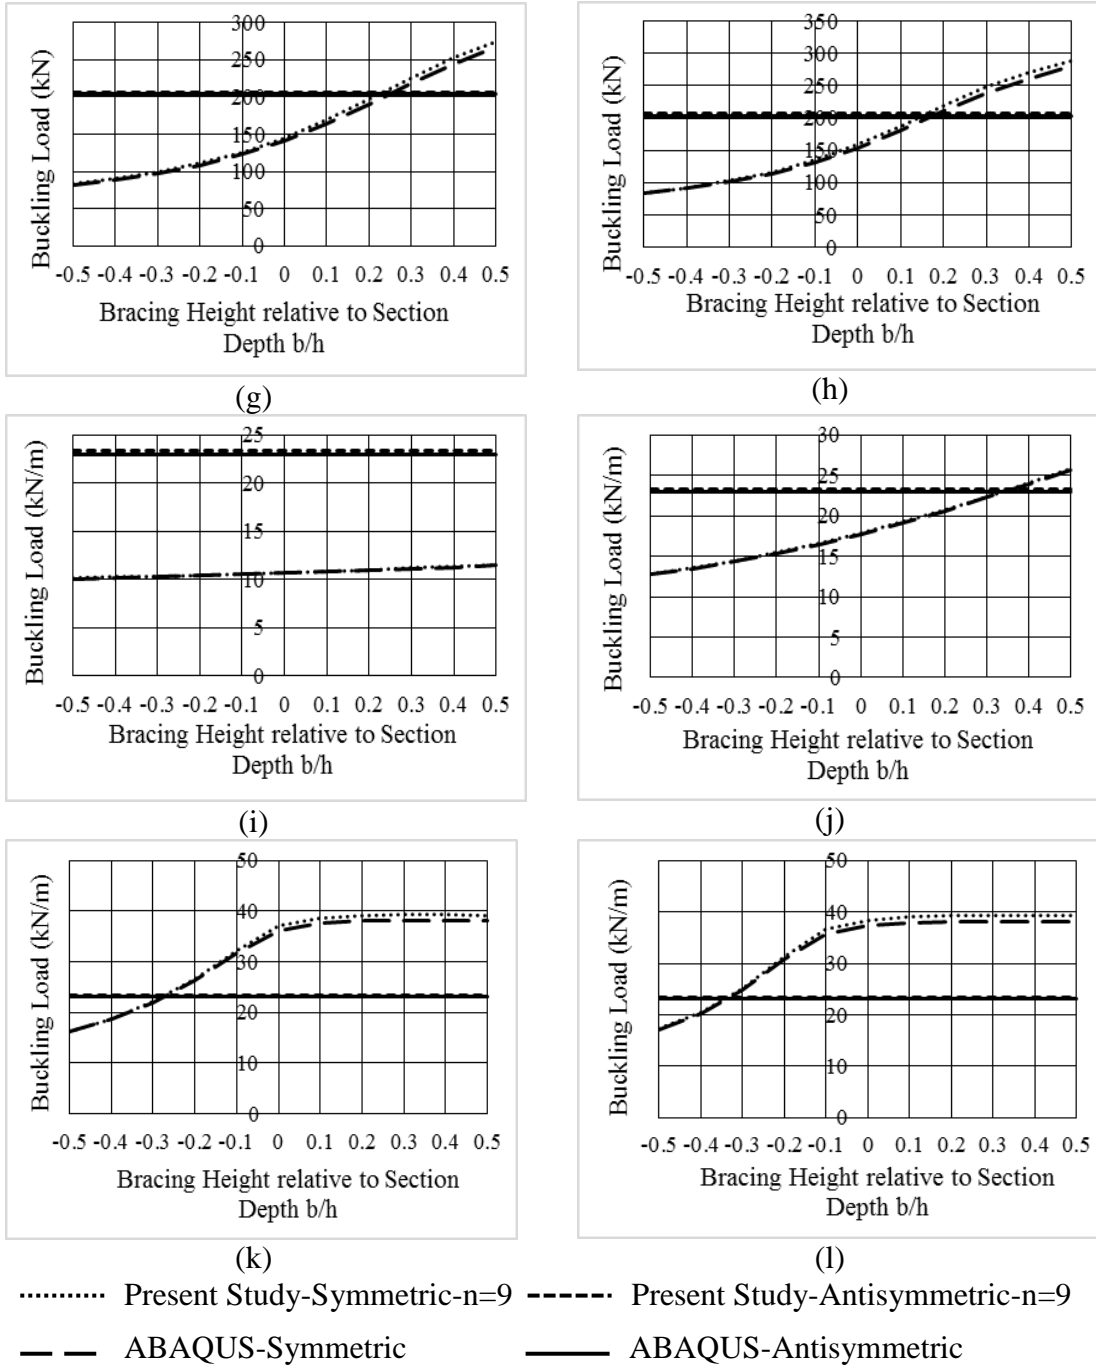 300
250
200
150
100
50
0
Buckling Load (kN)
-0.5 -0.4 -0.3 -0.2 -0.1 0 0.1 0.2 0.3 0.4 0.5
Bracing Height relative to Section
Depth b/h
(g)
350
300
250
200
150
100
50
0
Buckling Load (kN)
-0.5 -0.4 -0.3 -0.2 -0.1 0 0.1 0.2 0.3 0.4 0.5
Bracing Height relative to Section
Depth b/h
(h)
25
20
15
10
5
0
Buckling Load (kN/m)
-0.5 -0.4 -0.3 -0.2 -0.1 0 0.1 0.2 0.3 0.4 0.5
Bracing Height relative to Section
Depth b/h
(i)
30
25
20
15
10
5
0
Buckling Load (kN/m)
-0.5 -0.4 -0.3 -0.2 -0.1 0 0.1 0.2 0.3 0.4 0.5
Bracing Height relative to Section
Depth b/h
(j)
50
40
30
20
10
0
Buckling Load (kN/m)
-0.5 -0.4 -0.3 -0.2 -0.1 0 0.1 0.2 0.3 0.4 0.5
Bracing Height relative to Section
Depth b/h
(k)
50
40
30
20
10
0
Buckling Load (kN/m)
-0.5 -0.4 -0.3 -0.2 -0.1 0 0.1 0.2 0.3 0.4 0.5
Bracing Height relative to Section
Depth b/h
(l)
Present Study-Symmetric-n=9
Present Study-Antisymmetric-n=9
ABAQUS-Symmetric
ABAQUS-Antisymmetric